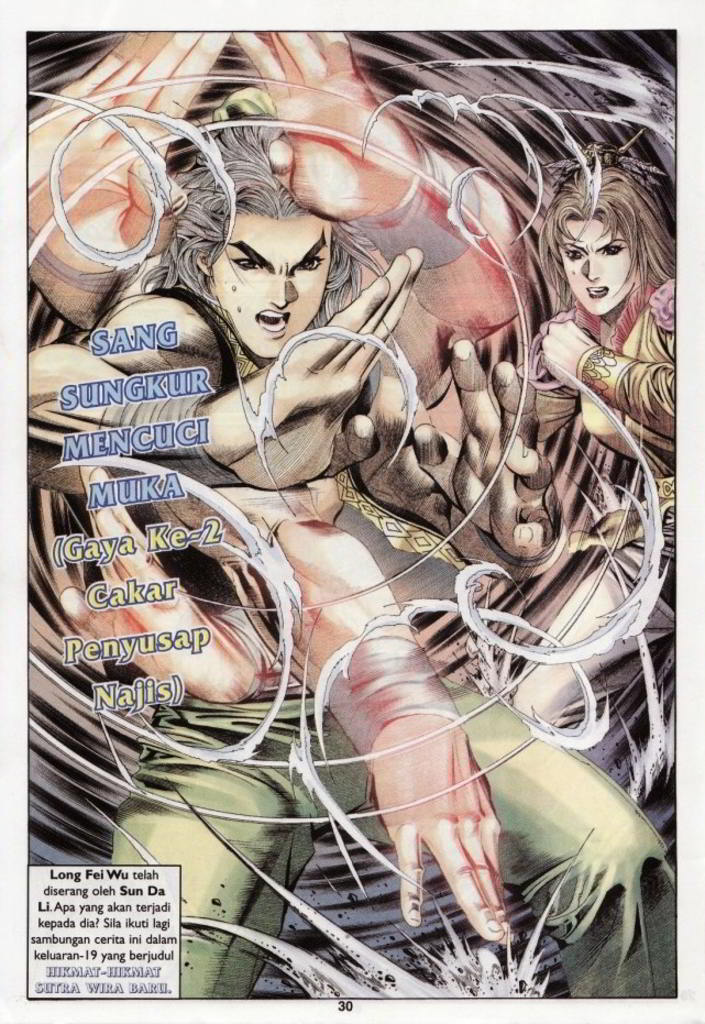 SANG
SUNGKUR
MENCUCI
MUKA
(Gaya Ke-2
Cakar
Penyusap
Najis)
Long Fei Wu telah
diserang oleh Sun Da
Li.Apa yang akan terjadi
kepada dia? Sila ikuti lagi
sambungan cerita ini dalam
keluaran-19 yang berjudul
HIKMAT-HIKMAT
SUTRA WIRA BARU.
30